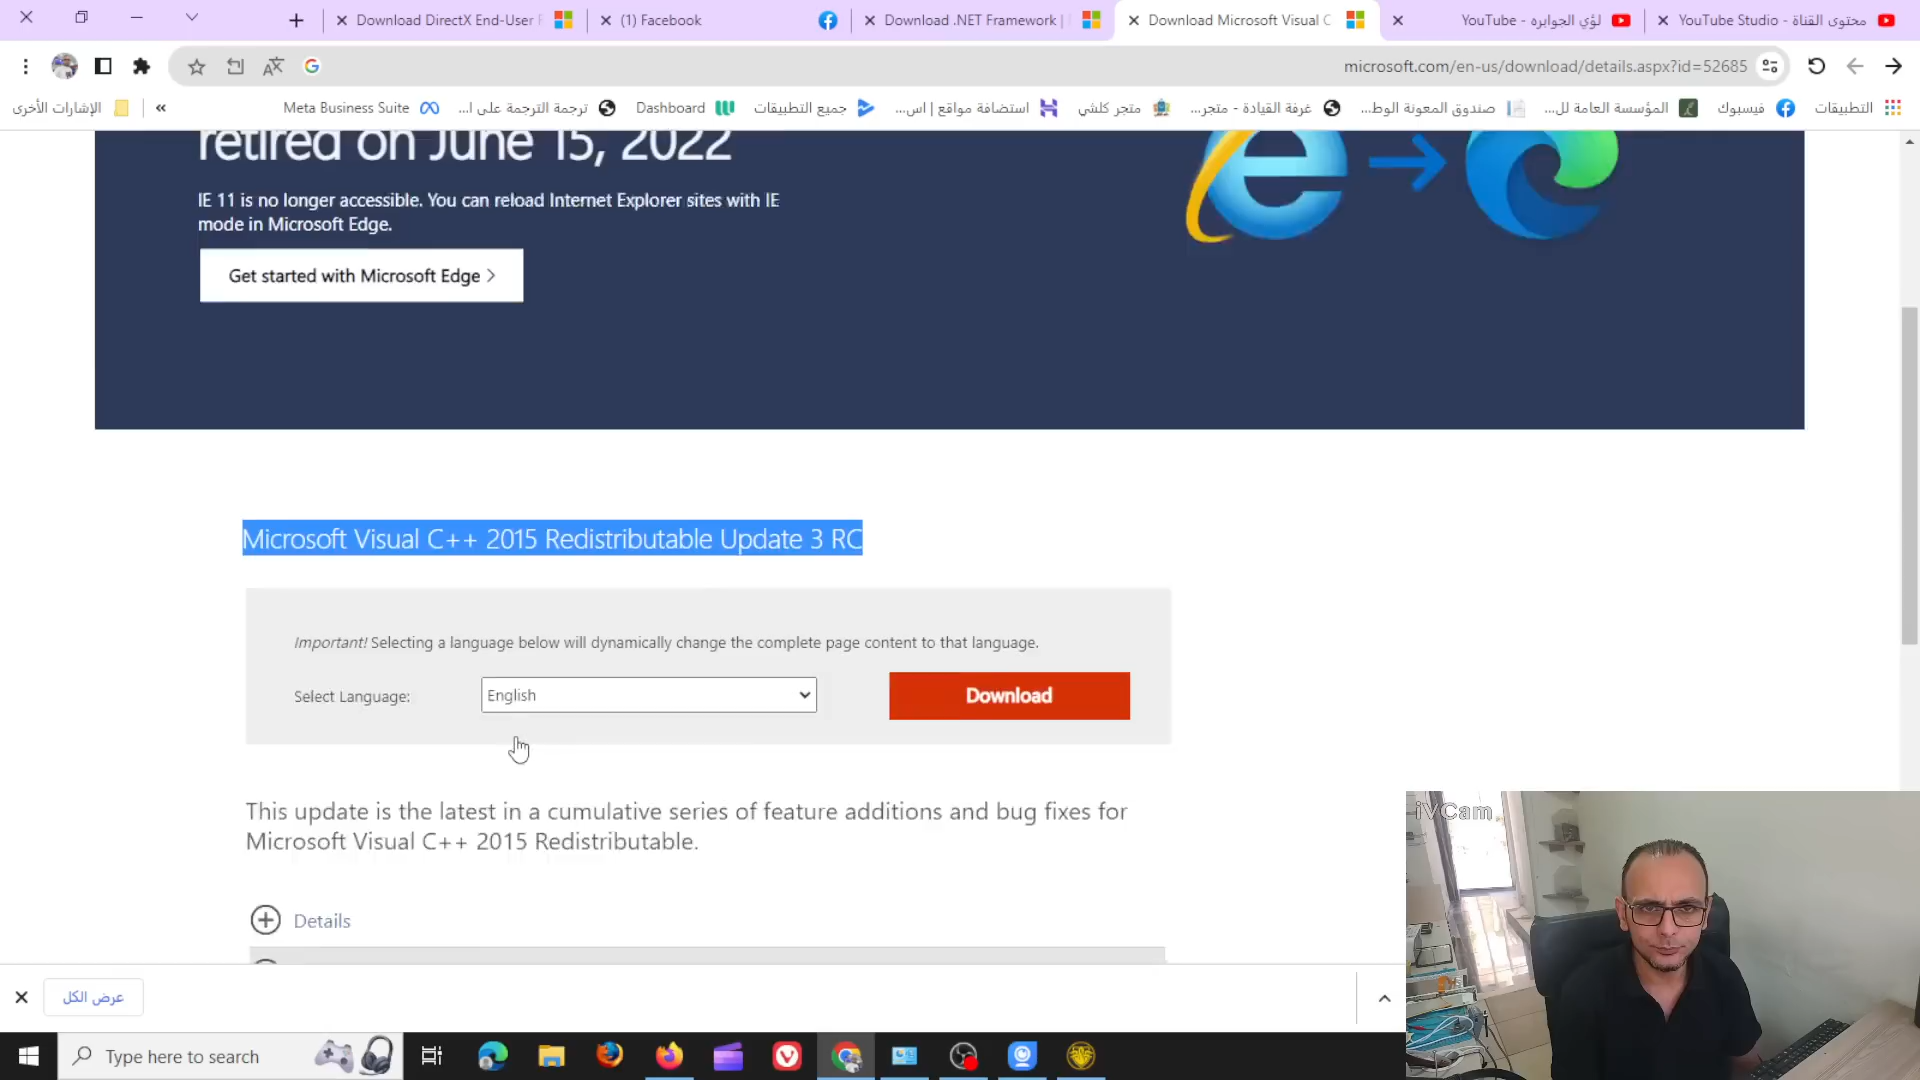 Download DirectX End-User R
(1) Facebook
Download .NET Framework |
Download Microsoft Visual C
لؤي الجوابره - YouTube
محتوى القناة - YouTube Studio
microsoft.com/en-us/download/details.aspx?id=52685
الإشارات الأخرى
«
Meta Business Suite
ترجمة الترجمة على ا...
Dashboard
جميع التطبيقات
استضافة مواقع | اس...
متجر كلشي
غرفة القيادة - متجر...
صندوق المعونة الوط...
المؤسسة العامة لل...
فيسبوك
التطبيقات
retired on June 15, 2022
IE 11 is no longer accessible. You can reload Internet Explorer sites with IE
mode in Microsoft Edge.
Get started with Microsoft Edge >
Microsoft Visual C++ 2015 Redistributable Update 3 RC
Important! Selecting a language below will dynamically change the complete page content to that language.
Select Language:
English
Download
This update is the latest in a cumulative series of feature additions and bug fixes for
Microsoft Visual C++ 2015 Redistributable.
Details
iVCam
عرض الكل
Type here to search